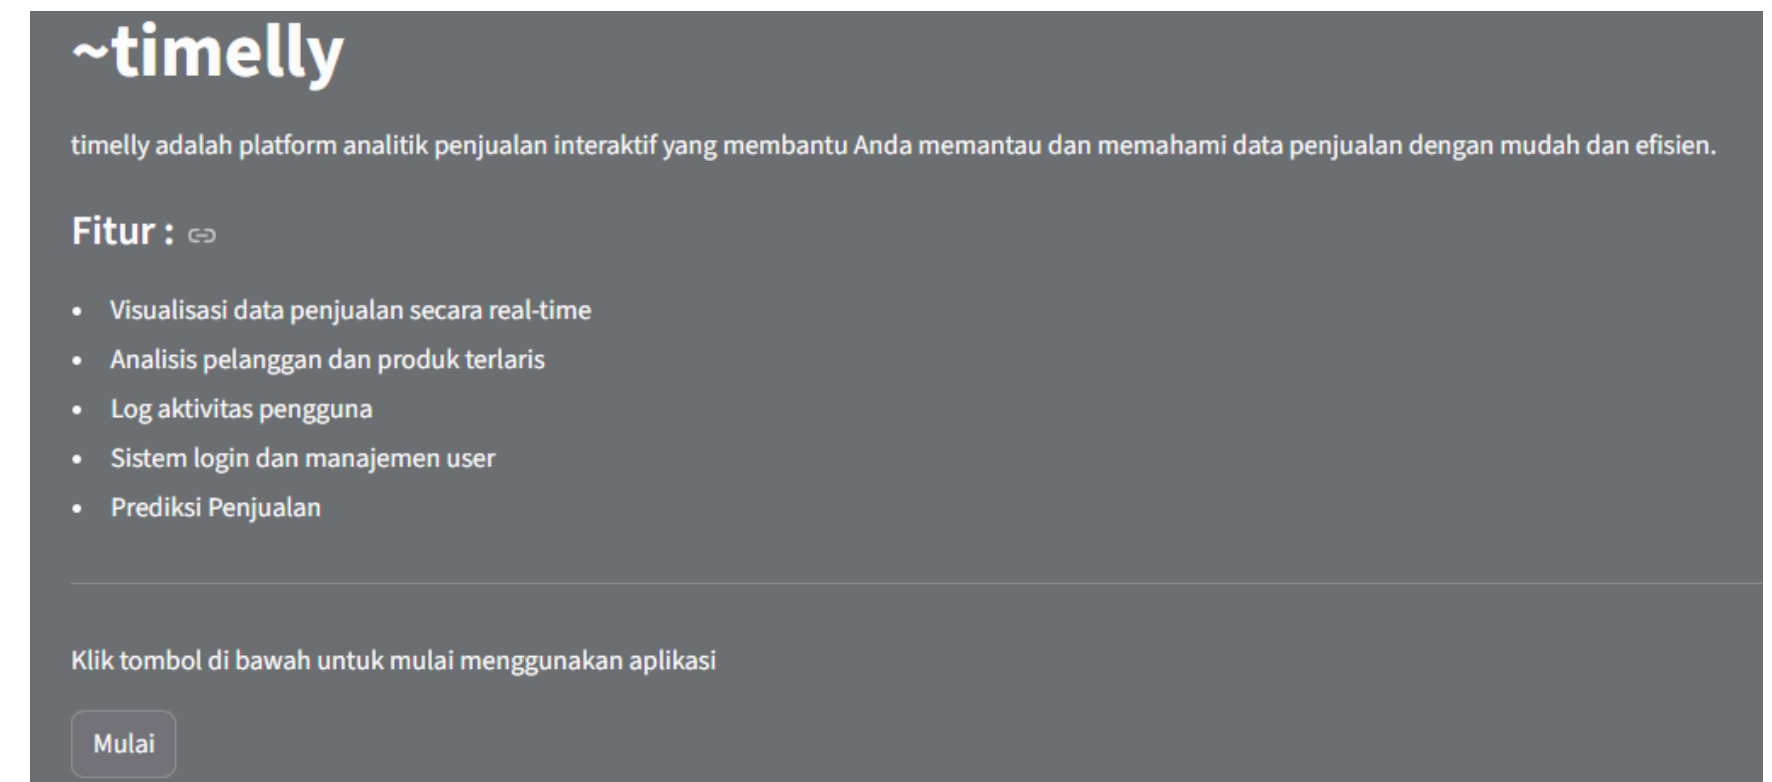 ~timelly
timelly adalah platform analitik penjualan interaktif yang membantu Anda memantau dan memahami data penjualan dengan mudah dan efisien.
Fitur :
• Visualisasi data penjualan secara real-time
• Analisis pelanggan dan produk terlaris
• Log aktivitas pengguna
• Sistem login dan manajemen user
• Prediksi Penjualan
Klik tombol di bawah untuk mulai menggunakan aplikasi
Mulai